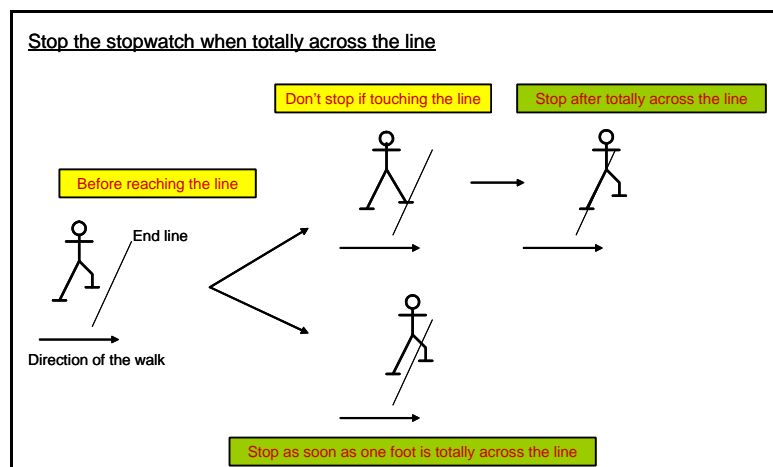 Stop the stopwatch when totally across the line
Don't stop if touching the line
Stop after totally across the line
Before reaching the line
End line
Direction of the walk
Stop as soon as one foot is totally across the line